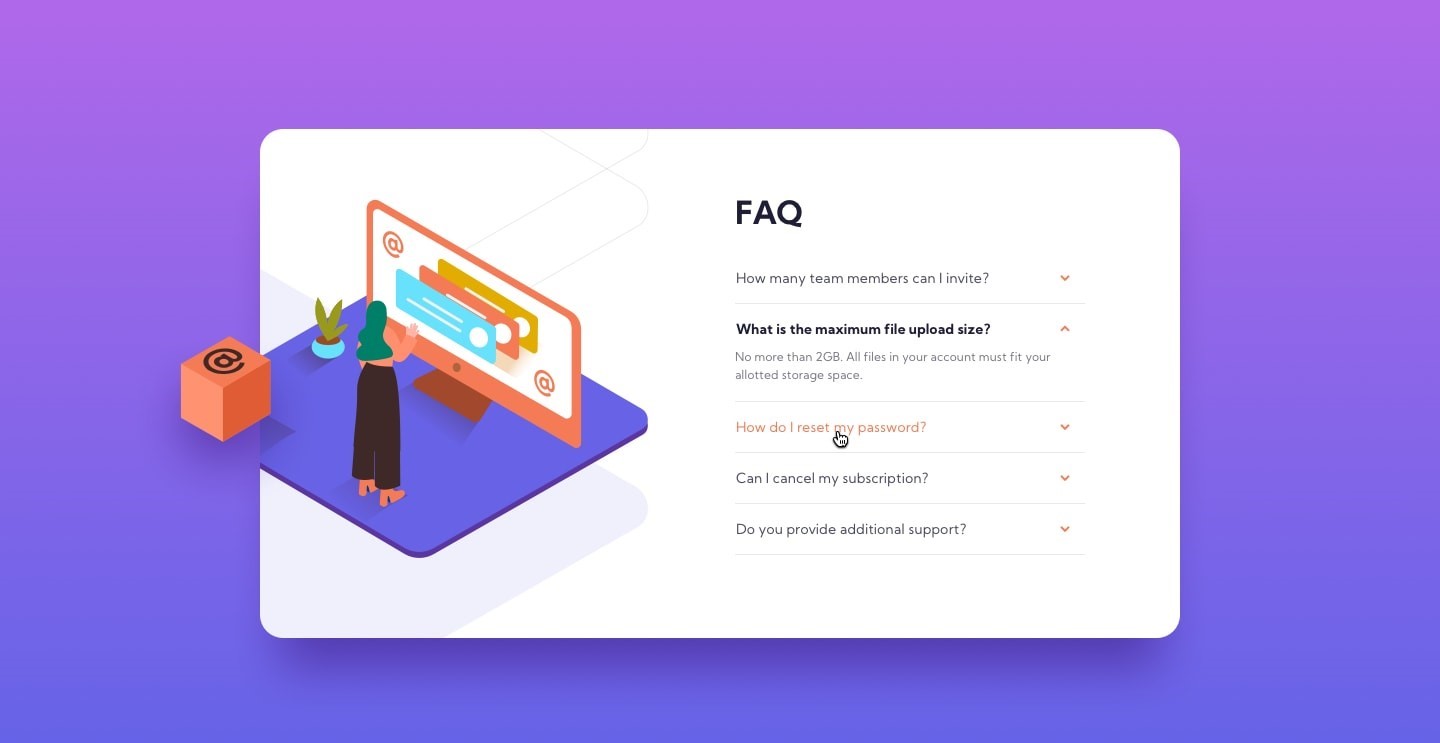 FAQ
How many team members can I invite?
What is the maximum file upload size?
No more than 2GB. All files in your account must fit your
allotted storage space.
How do I reset my password?
Can I cancel my subscription?
Do you provide additional support?
@
@
@